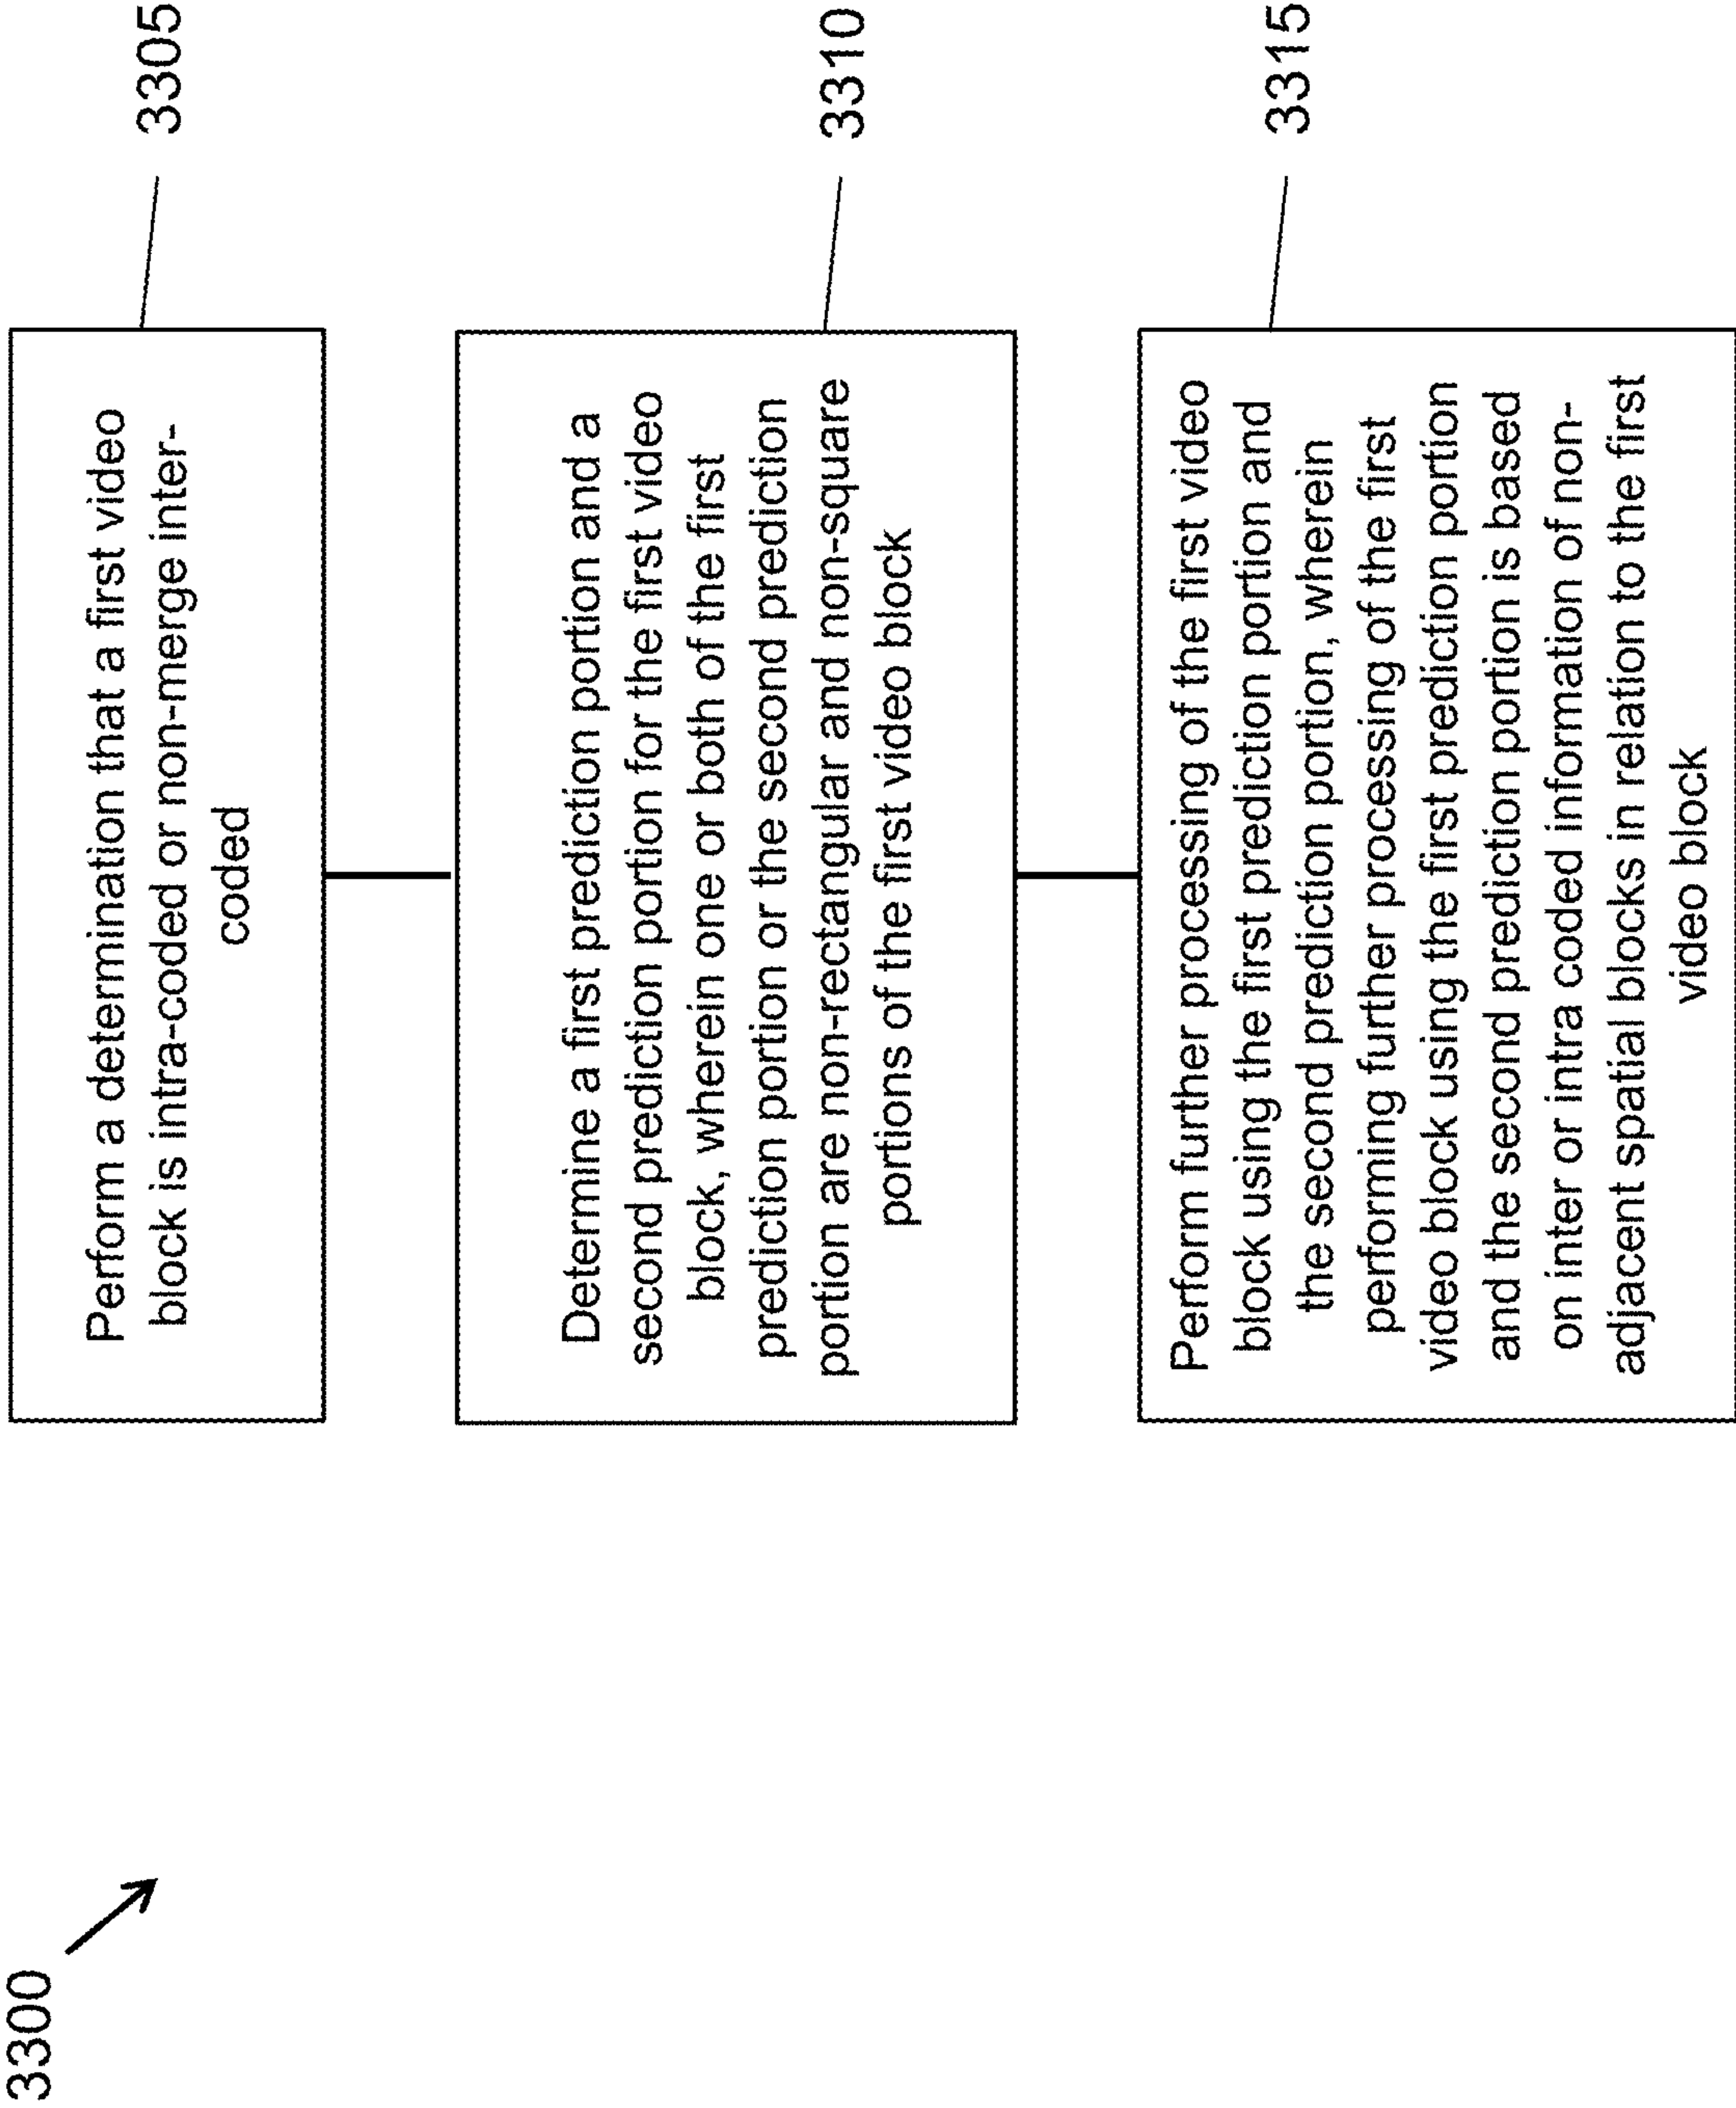 3300
Perform a determination that a first video
block is intra-coded or non-merge inter-
coded
3305
Determine a first prediction portion and a
second prediction portion for the first video
block, wherein one or both of the first
prediction portion or the second prediction
portion are non-rectangular and non-square
portions of the first video block
3310
Perform further processing of the first video
block using the first prediction portion and
the second prediction portion, wherein
performing further processing of the first
video block using the first prediction portion
and the second prediction portion is based
on inter or intra coded information of non-
adjacent spatial blocks in relation to the first
video block
3315